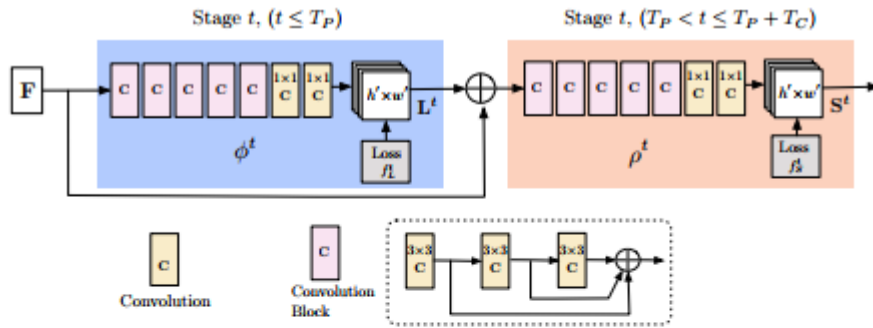 Stage t, (t ≤ T_P)
Stage t, (T_P < t ≤ T_P + T_C)
F
C C C C C 1×1 C 1×1 C
h′×w′
L^t
Loss
f_L^t
ϕ^t
C C C C C 1×1 C 1×1 C
h′×w′
S^t
Loss
f_S^t
ρ^t
C
Convolution
C
Convolution
Block
3×3 C 3×3 C 3×3 C